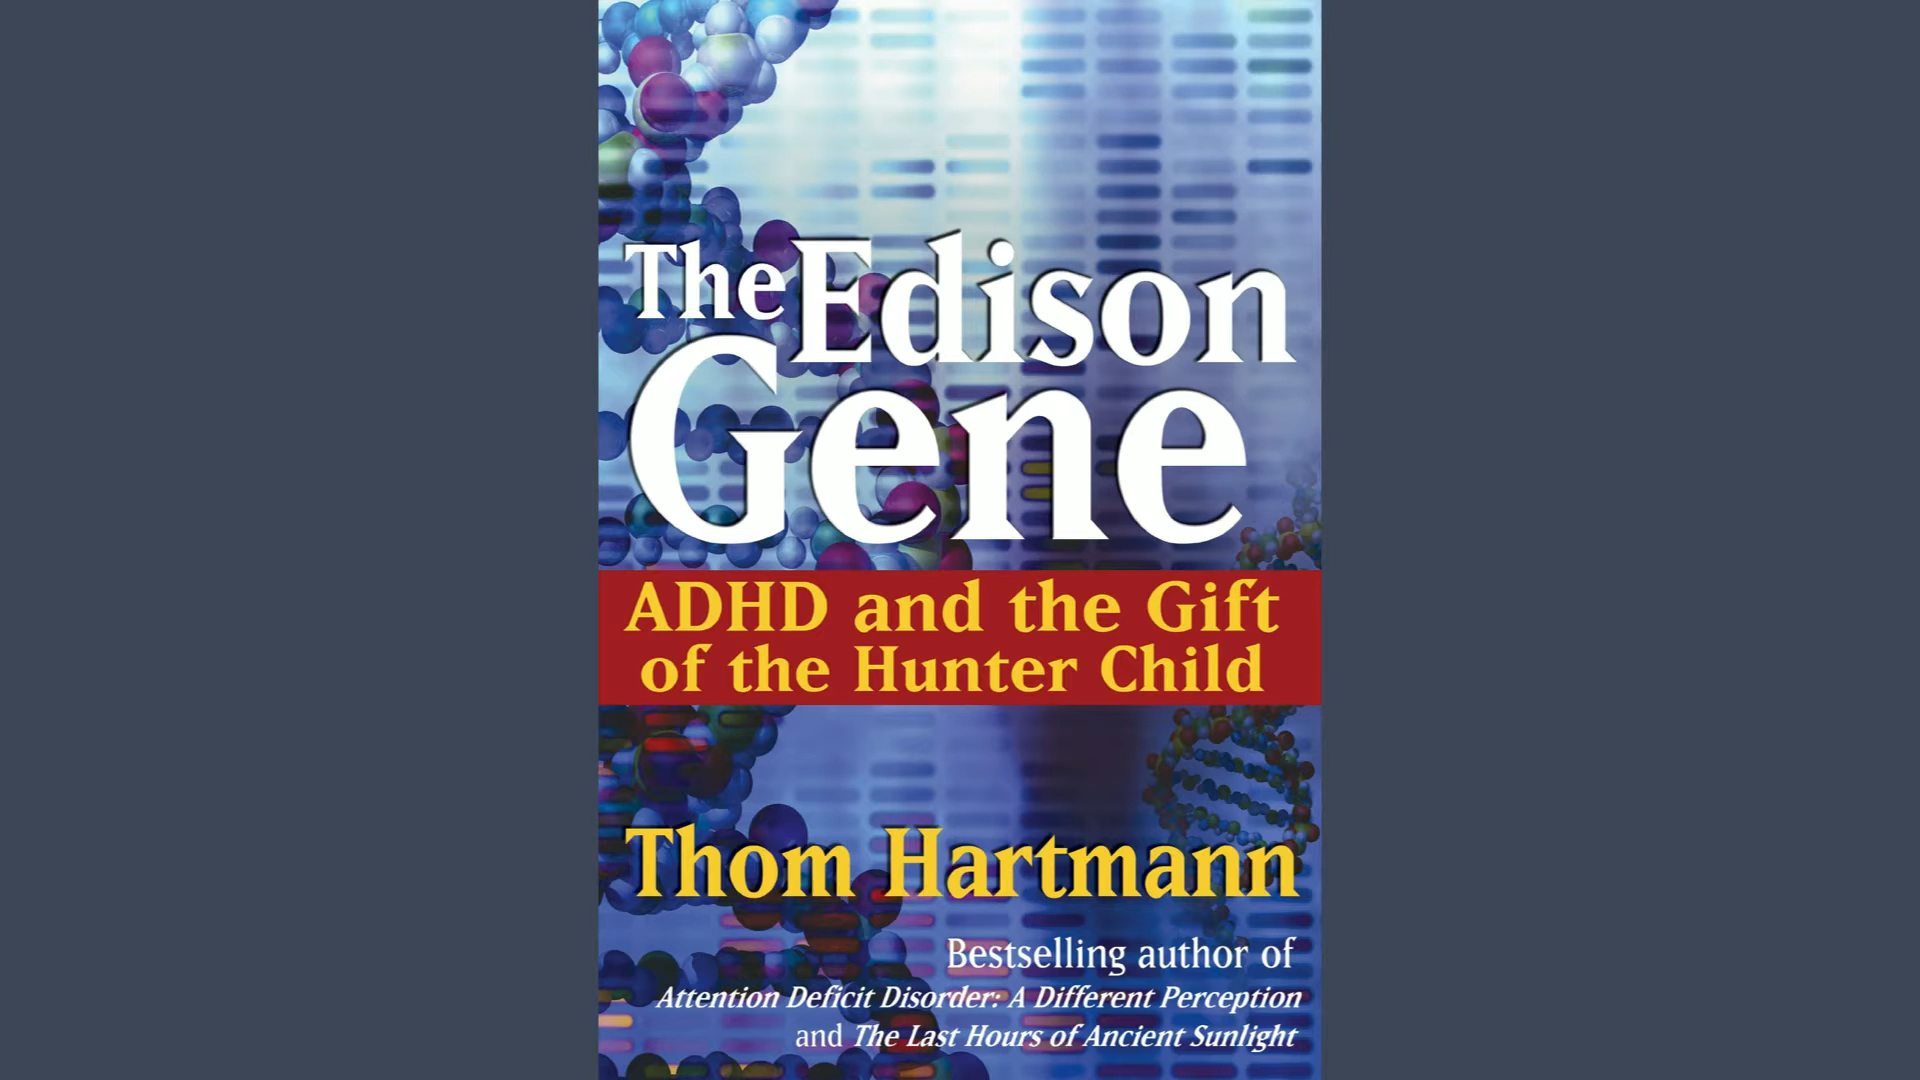 The Edison
Gene
ADHD and the Gift
of the Hunter Child
Thom Hartmann
Bestselling author of
Attention Deficit Disorder: A Different Perception
and The Last Hours of Ancient Sunlight